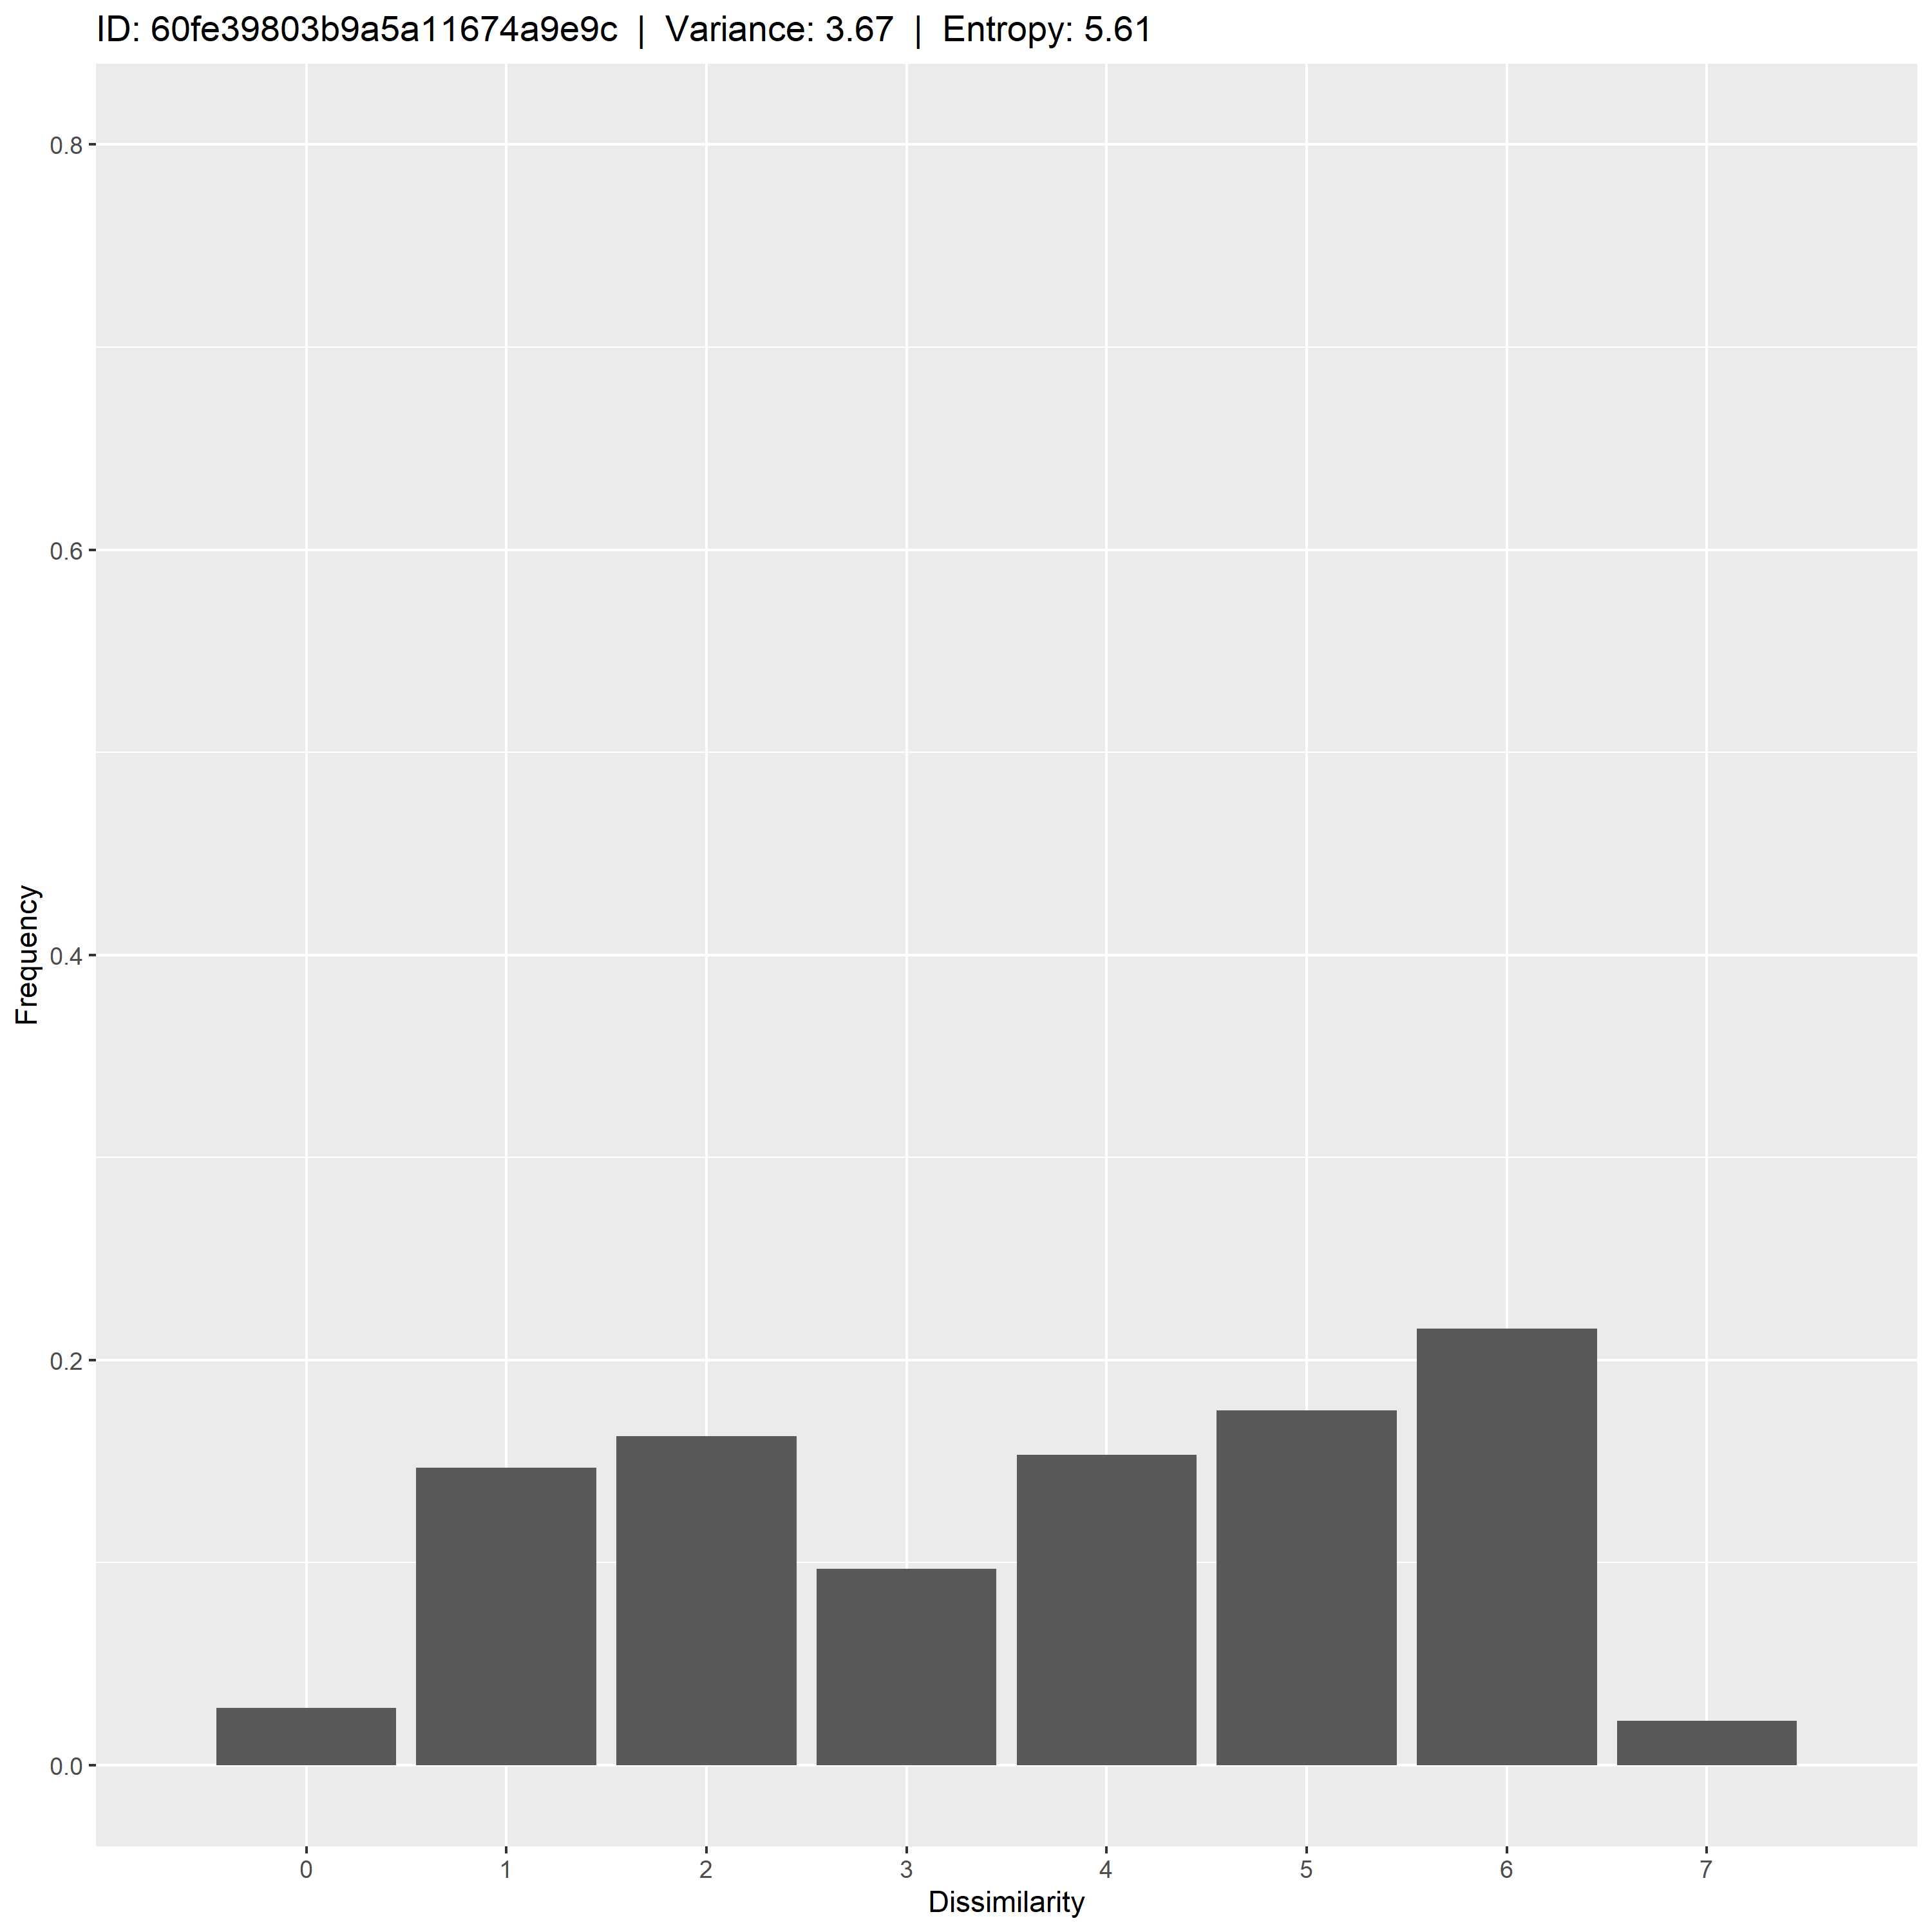 ID: 60fe39803b9a5a11674a9e9c | Variance: 3.67 | Entropy: 5.61
0.8
0.6
0.4
0.2
0.0
Frequency
0 1 2 3 4 5 6 7
Dissimilarity